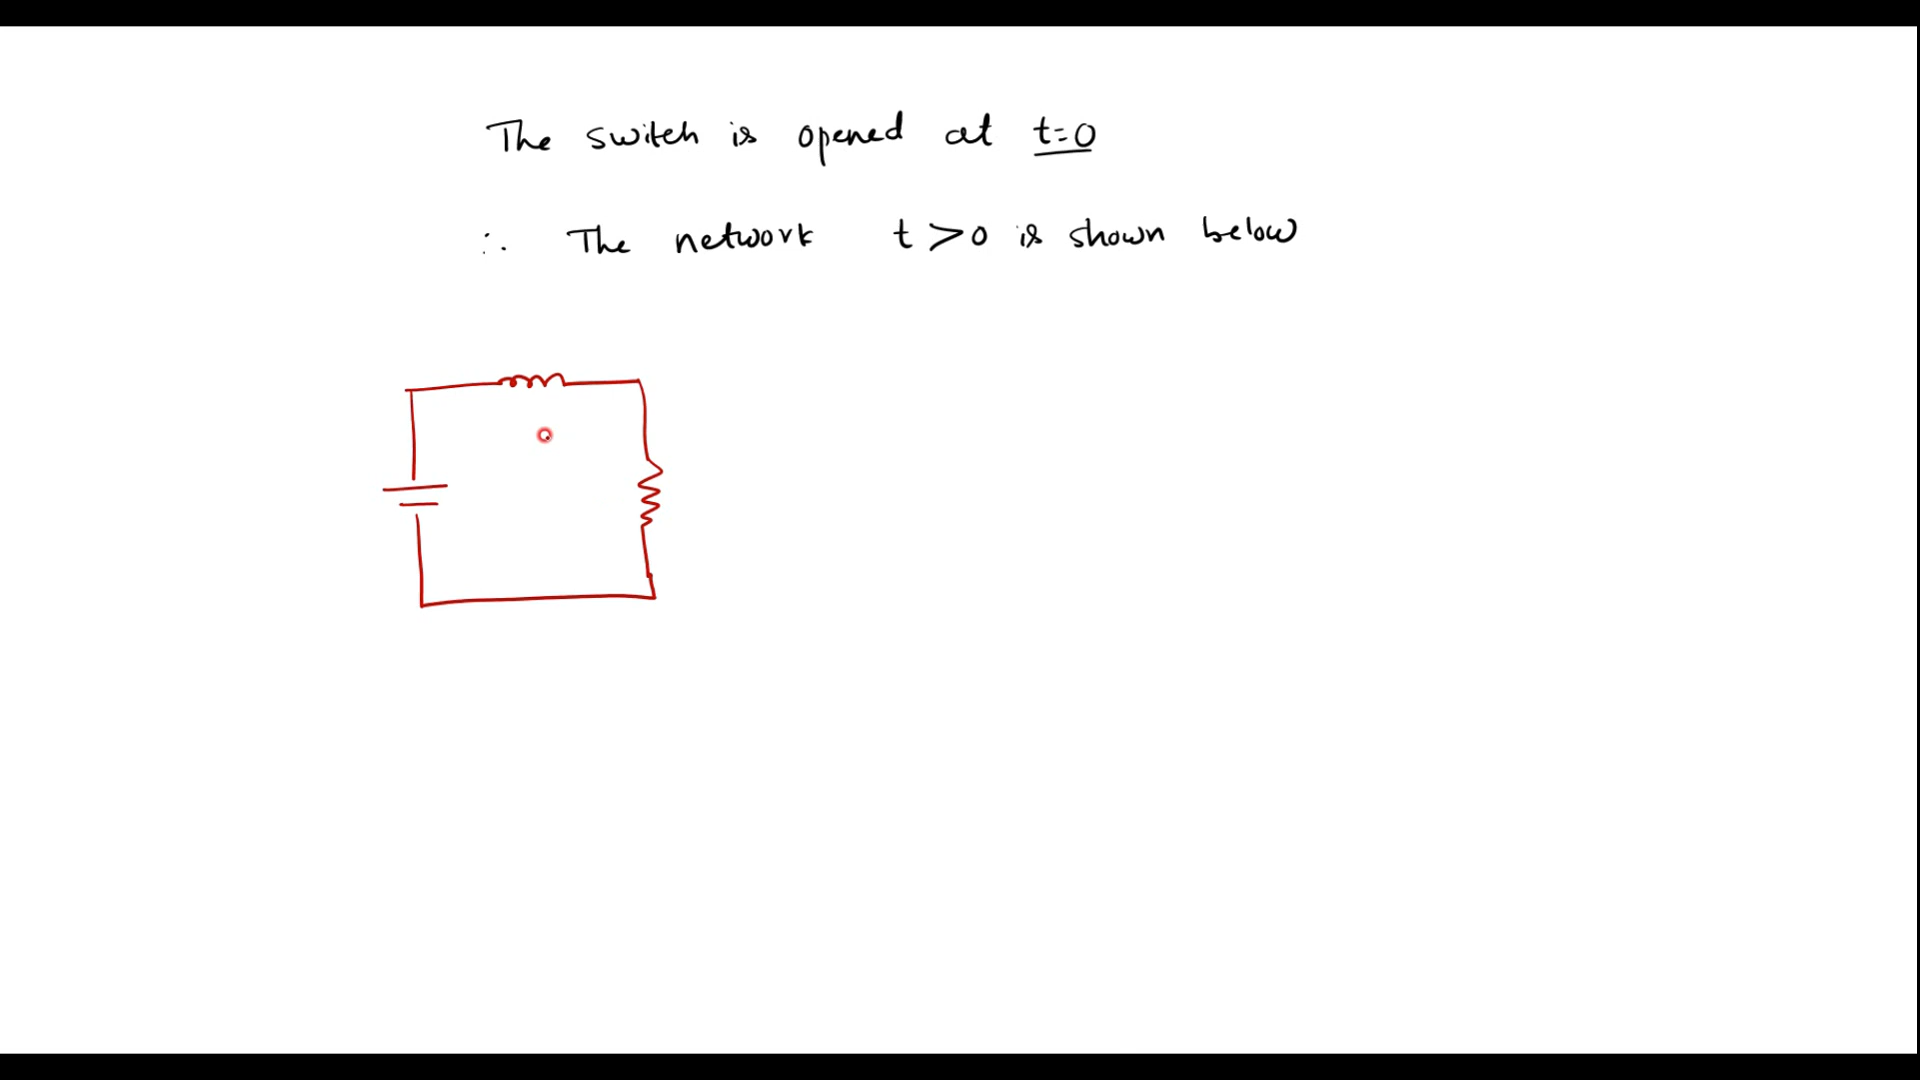 The switch is opened at t=0
∴ The network t>0 is shown below